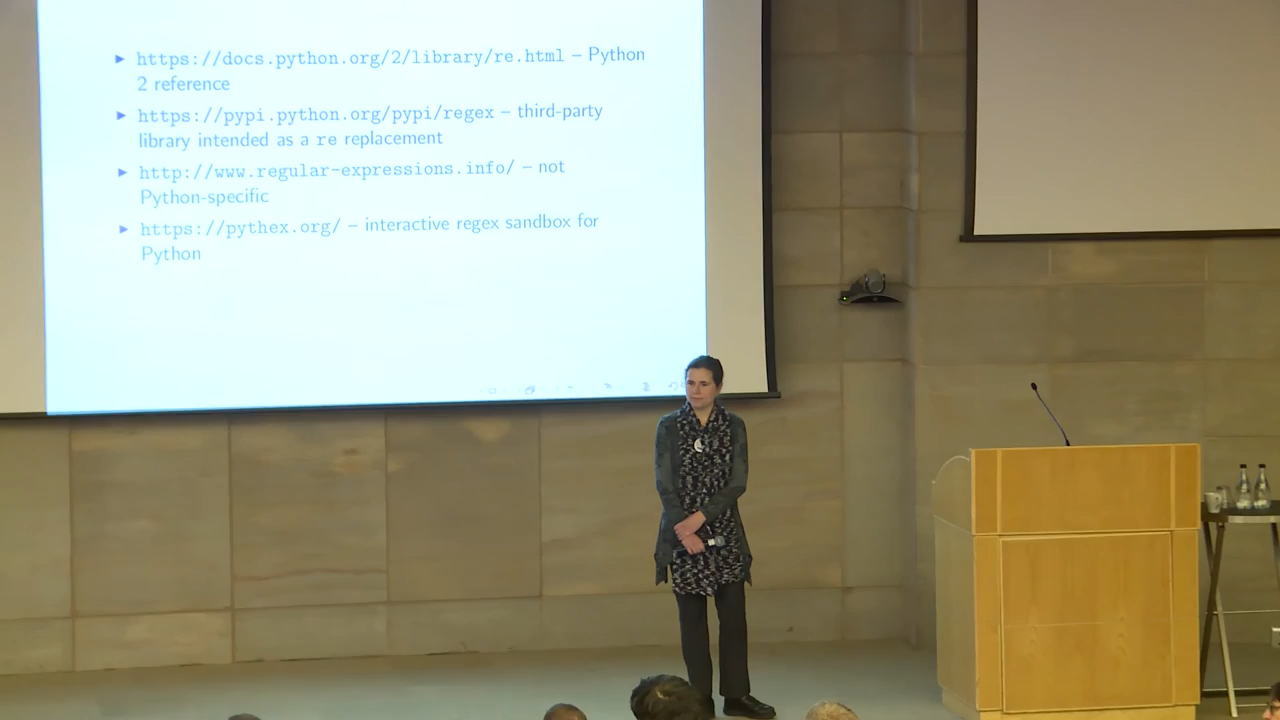 https://docs.python.org/2/library/re.html – Python
2 reference
https://pypi.python.org/pypi/regex – third-party
library intended as a re replacement
http://www.regular-expressions.info/ – not
Python-specific
https://pythex.org/ – interactive regex sandbox for
Python